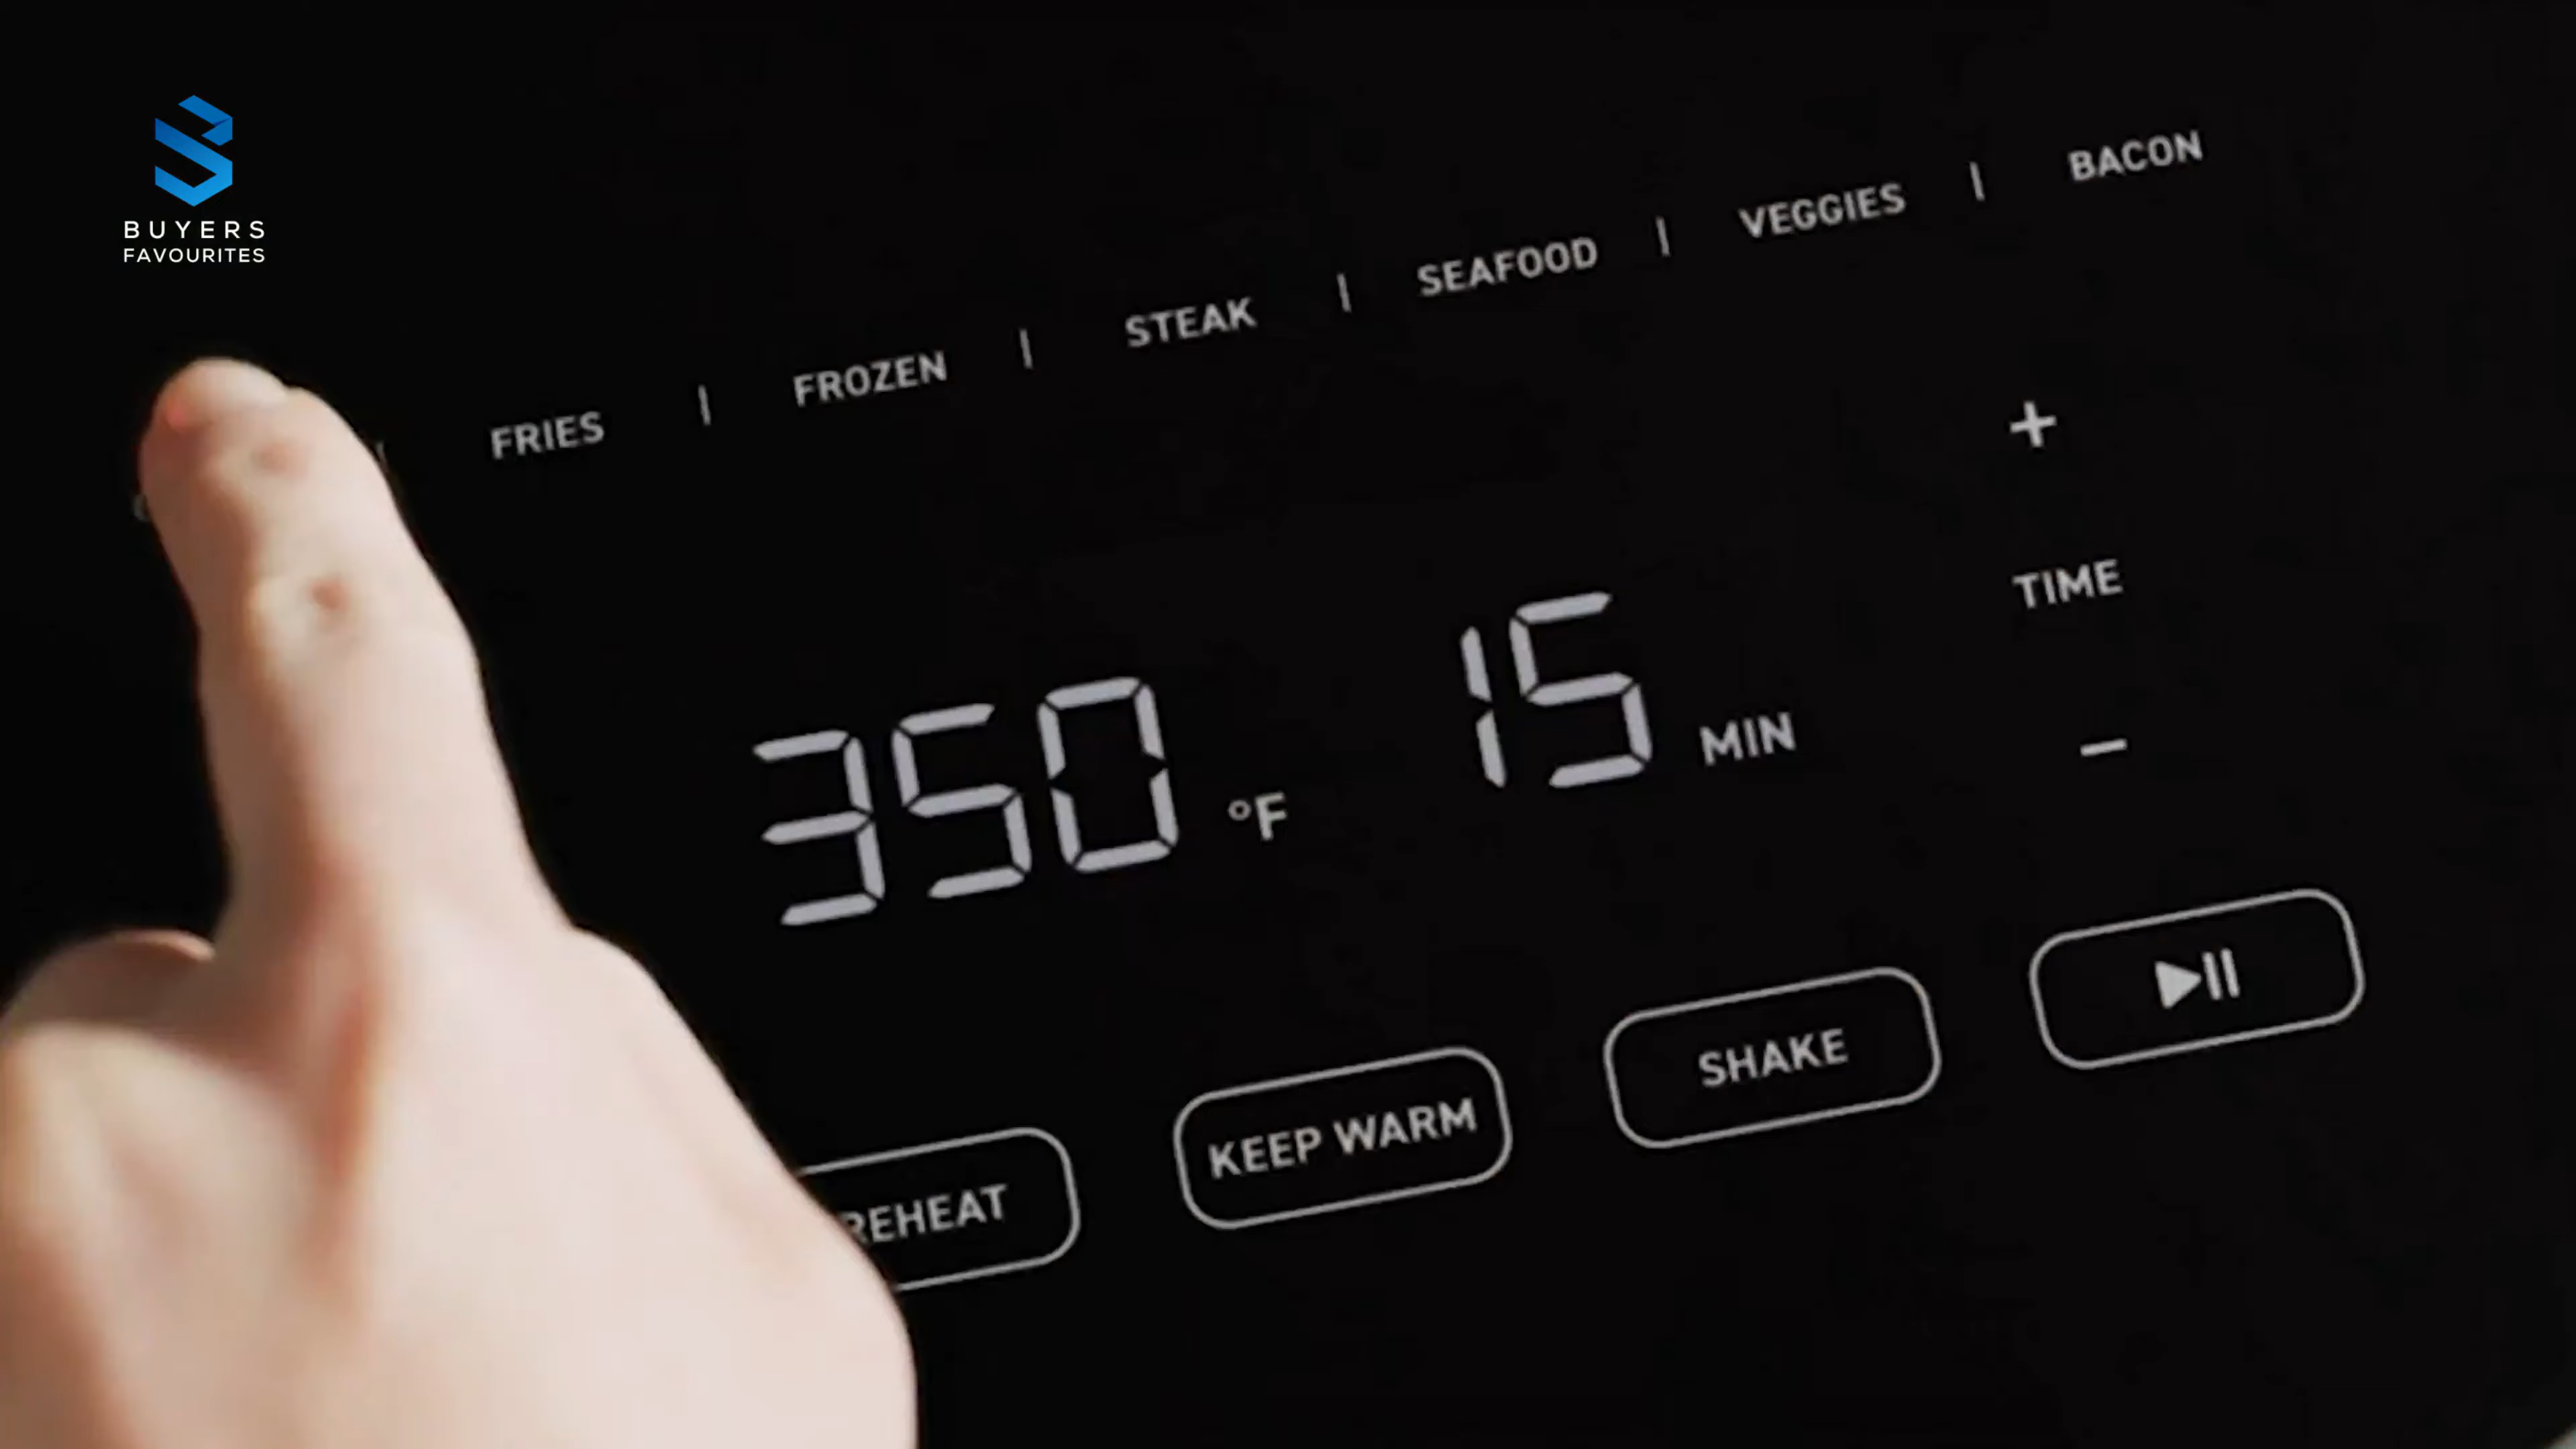 BUYERS
FAVOURITES
FRIES | FROZEN | STEAK | SEAFOOD | VEGGIES | BACON
+
TIME
350 °F 15 MIN
−
REHEAT KEEP WARM SHAKE